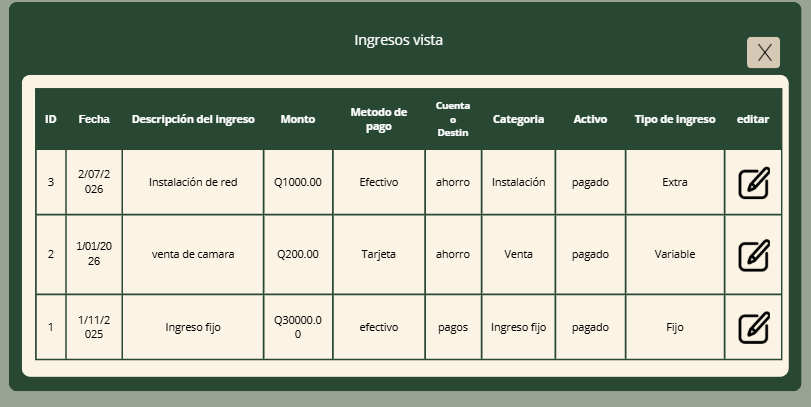 Ingresos vista
X
ID Fecha Descripción del ingreso Monto Metodo de pago Cuenta o Destin Categoria Activo Tipo de ingreso editar
3 2/07/2026 Instalación de red Q1000.00 Efectivo ahorro Instalación pagado Extra
2 1/01/2026 venta de camara Q200.00 Tarjeta ahorro Venta pagado Variable
1 1/11/2025 Ingreso fijo Q30000.00 efectivo pagos Ingreso fijo pagado Fijo